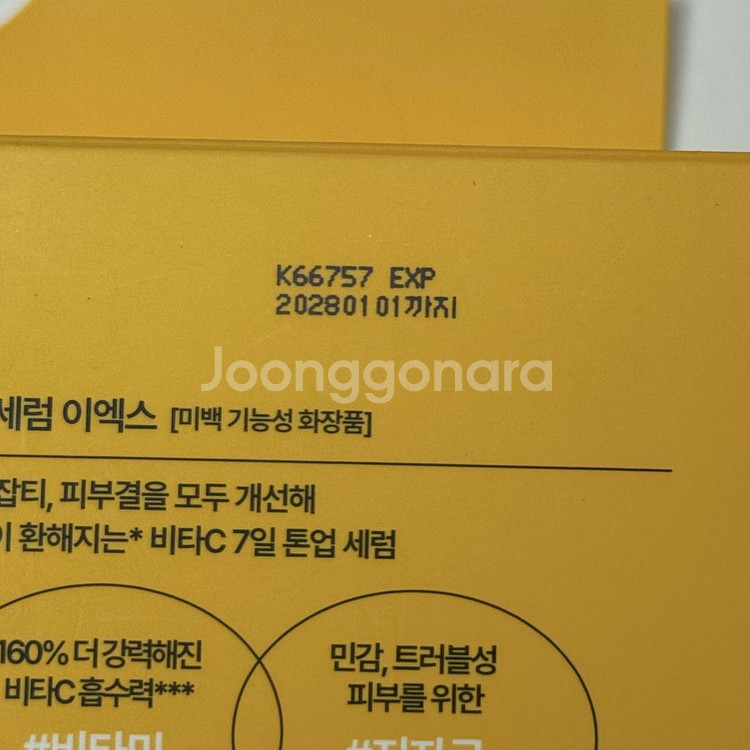 K66757 EXP
20280101까지
Joonggonara
세럼 이엑스 [미백 기능성 화장품]
잡티, 피부결을 모두 개선해
환해지는* 비타C 7일 톤업 세럼
160% 더 강력해진
비타C 흡수력***
민감, 트러블성
피부를 위한